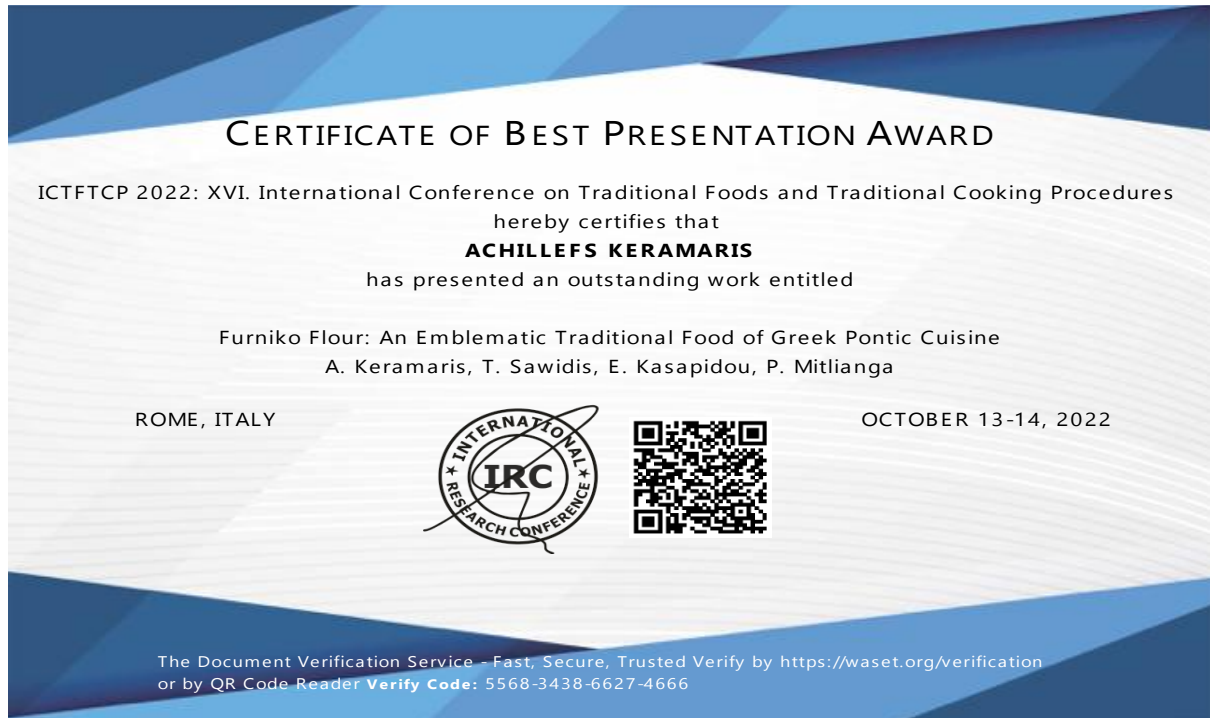 CERTIFICATE OF BEST PRESENTATION AWARD
ICTFTCP 2022: XVI. International Conference on Traditional Foods and Traditional Cooking Procedures
hereby certifies that
ACHILLEFS KERAMARIS
has presented an outstanding work entitled
Furniko Flour: An Emblematic Traditional Food of Greek Pontic Cuisine
A. Keramaris, T. Sawidis, E. Kasapidou, P. Mitlianga
ROME, ITALY
INTERNATIONAL
IRC
RESEARCH CONFERENCE
OCTOBER 13-14, 2022
The Document Verification Service - Fast, Secure, Trusted Verify by https://waset.org/verification
or by QR Code Reader Verify Code: 5568-3438-6627-4666